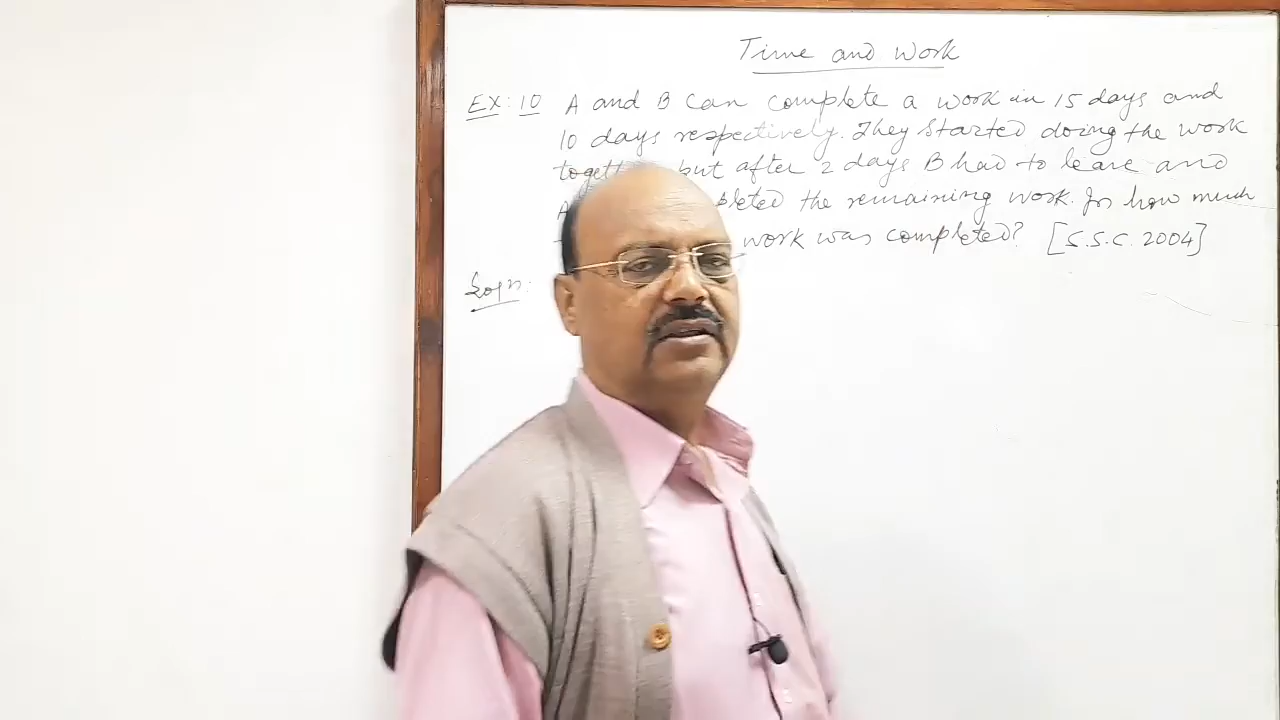 Time and Work
Ex: 10 A and B can complete a work in 15 days and
10 days respectively. They started doing the work
but after 2 days B had to leave and
the remaining work. In how much
work was completed? [S.S.C. 2004]
Sol^n: